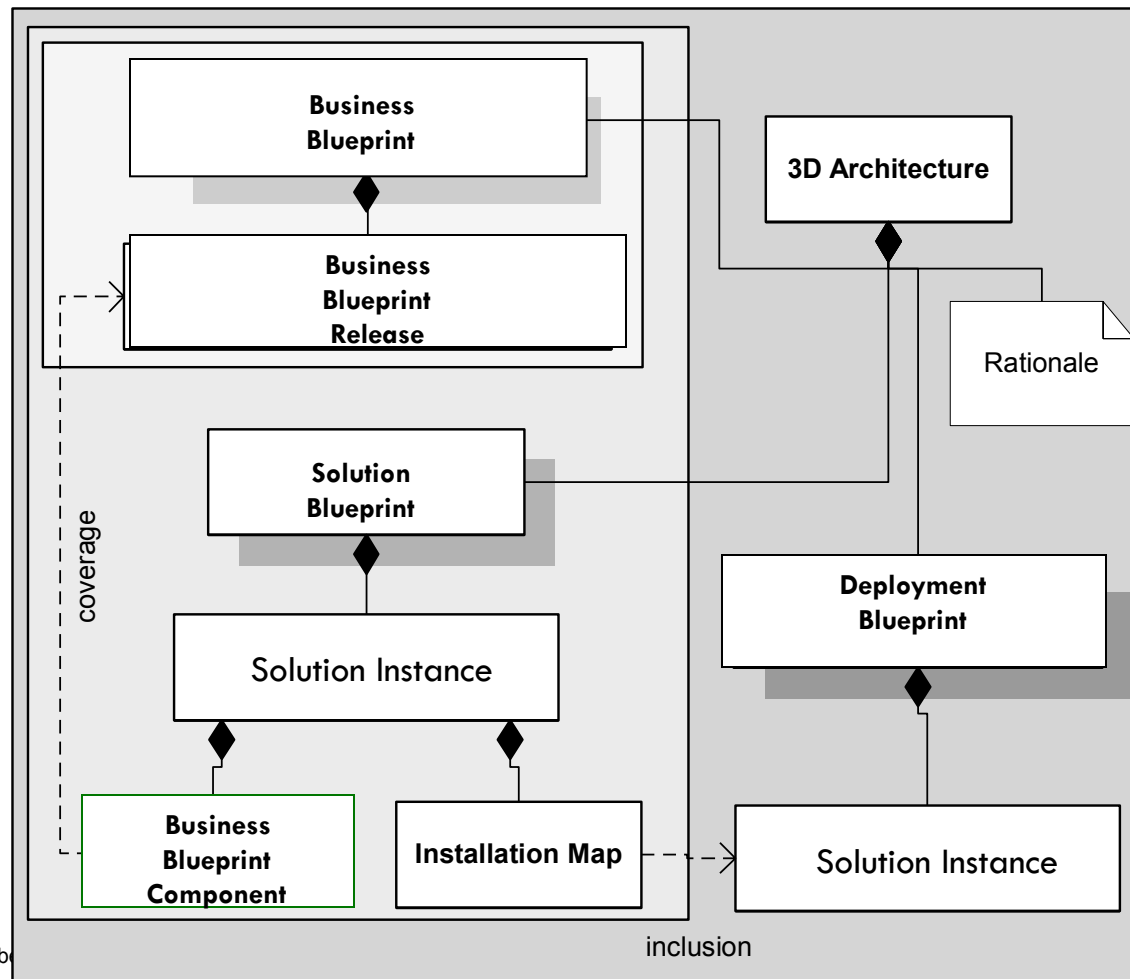 Business
Blueprint
3D Architecture
Business
Blueprint
Release
Rationale
Solution
Blueprint
coverage
Deployment
Blueprint
Solution Instance
Business
Blueprint
Component
Installation Map
Solution Instance
inclusion